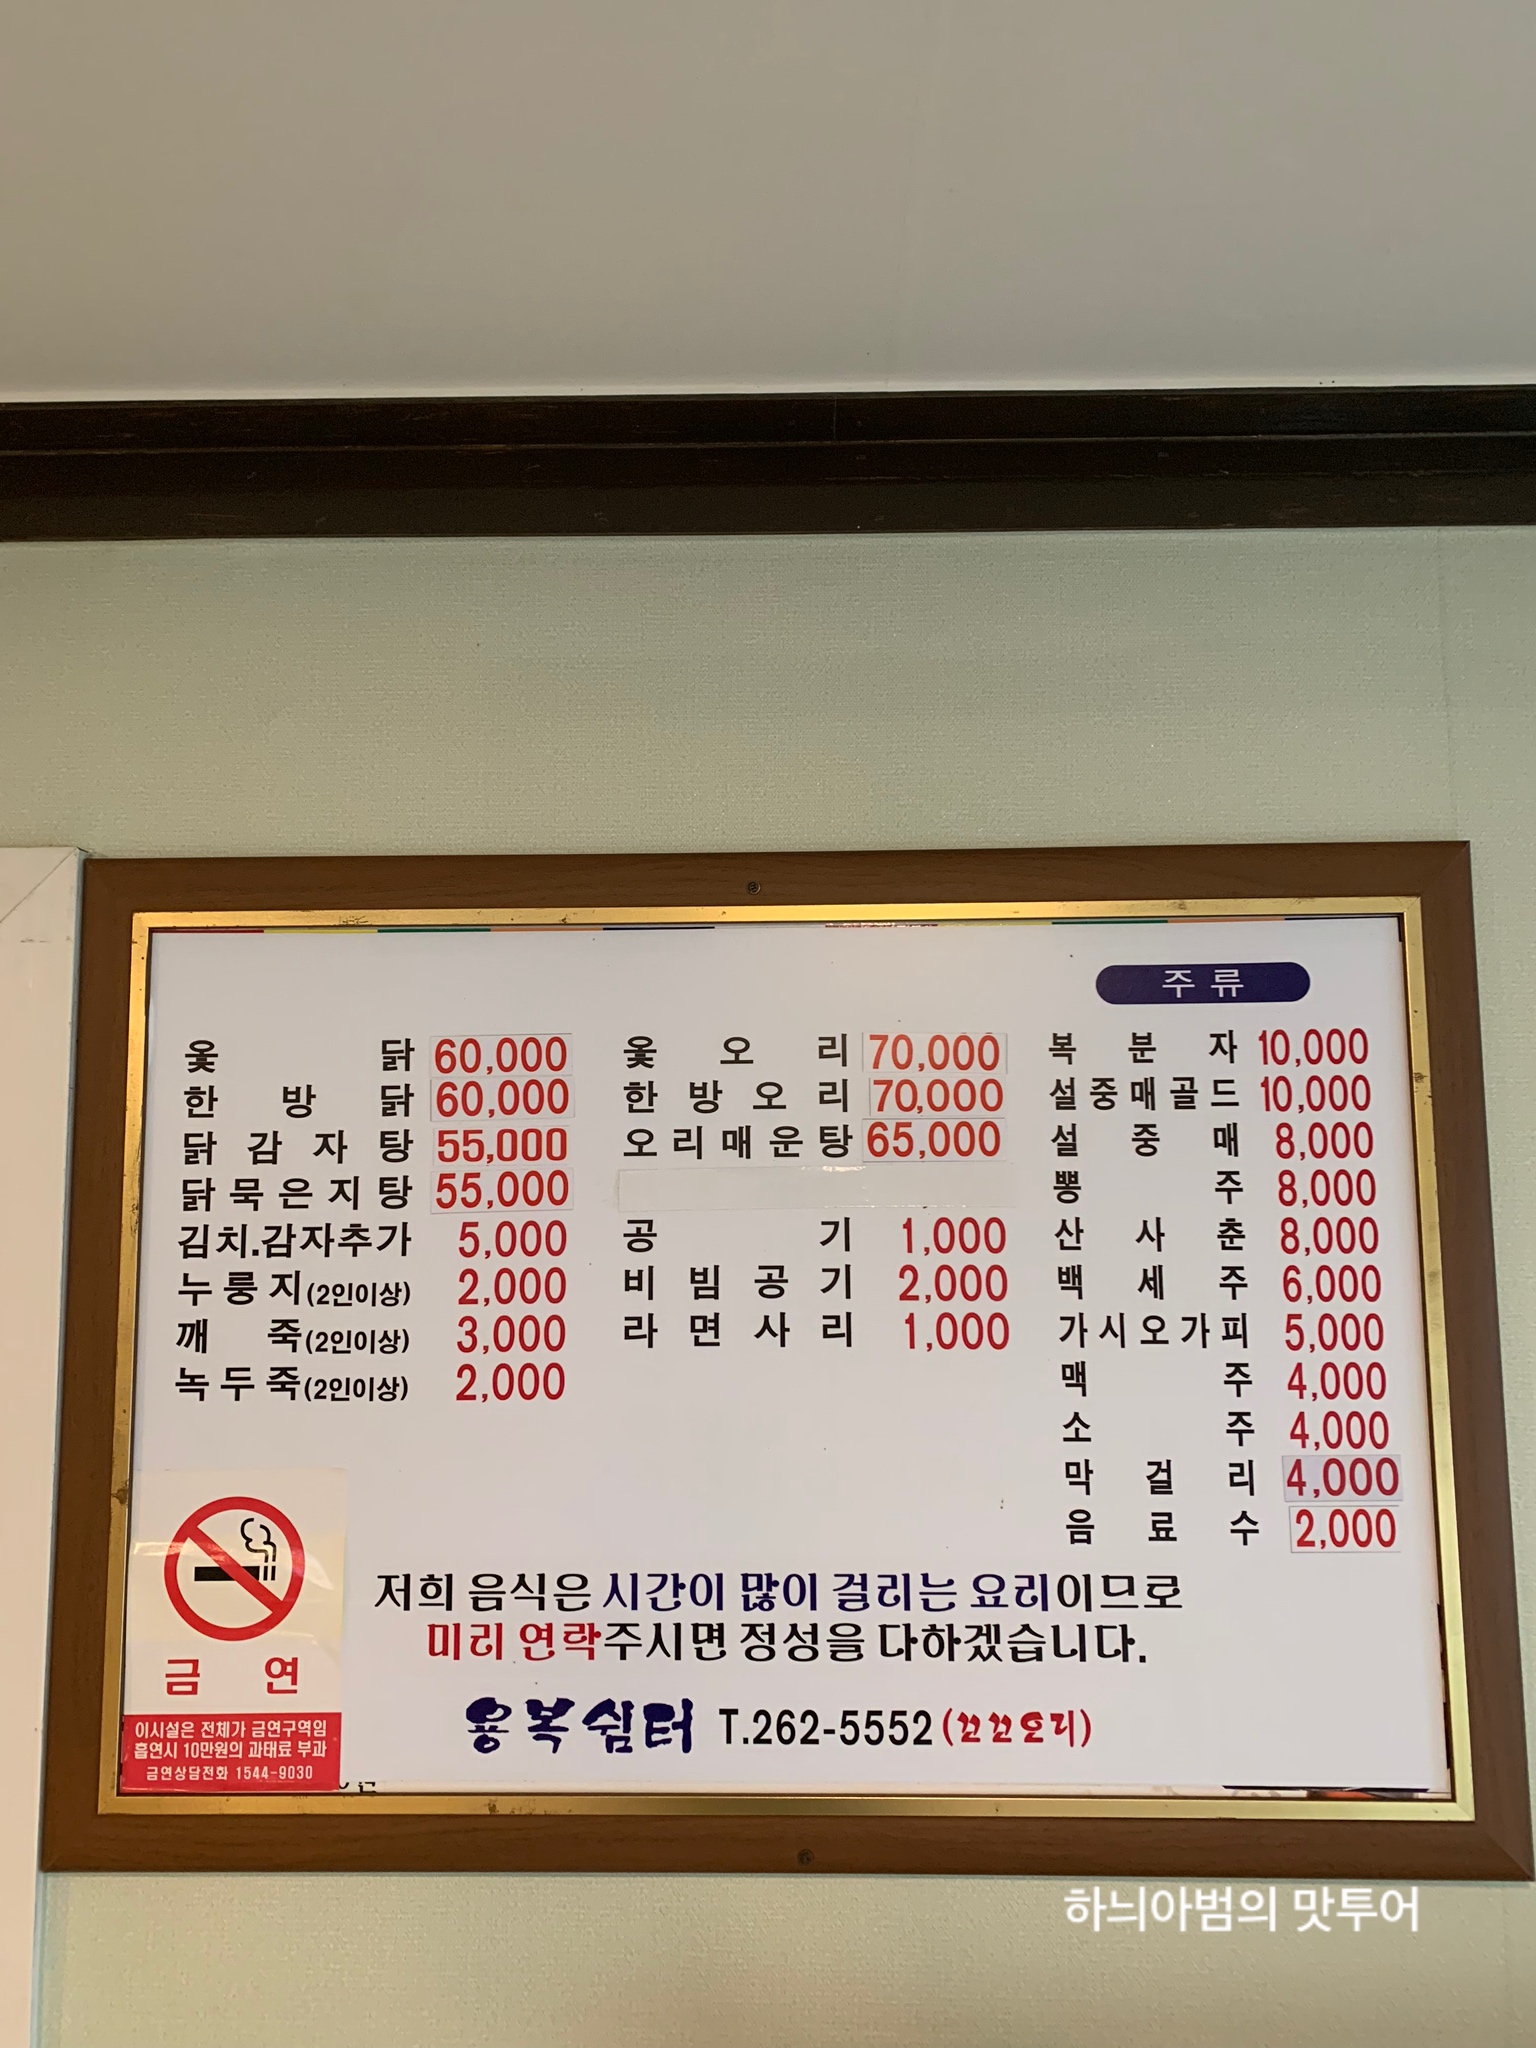 옻 닭 60,000
한 방 닭 60,000
닭 감 자 탕 55,000
닭 묵 은 지 탕 55,000
김치.감자추가 5,000
누 룽 지 (2인이상) 2,000
깨 죽 (2인이상) 3,000
녹 두 죽 (2인이상) 2,000
옻 오 리 70,000
한 방 오 리 70,000
오 리 매 운 탕 65,000
공 기 1,000
비 빔 공 기 2,000
라 면 사 리 1,000
주 류
복 분 자 10,000
설 중 매 골 드 10,000
설 중 매 8,000
뽕 주 8,000
산 사 춘 8,000
백 세 주 6,000
가 시 오 가 피 5,000
맥 주 4,000
소 주 4,000
막 걸 리 4,000
음 료 수 2,000
저희 음식은 시간이 많이 걸리는 요리이므로
미리 연락주시면 정성을 다하겠습니다.
용복쉼터 T.262-5552 (꼬꼬오리)
금 연
이시설은 전체가 금연구역임
흡연시 10만원의 과태료 부과
금연상담전화 1544-9030
하늬아범의 맛투어